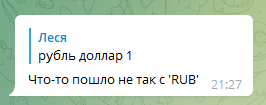 Леся
рубль доллар 1
Что-то пошло не так с 'RUB'
21:27